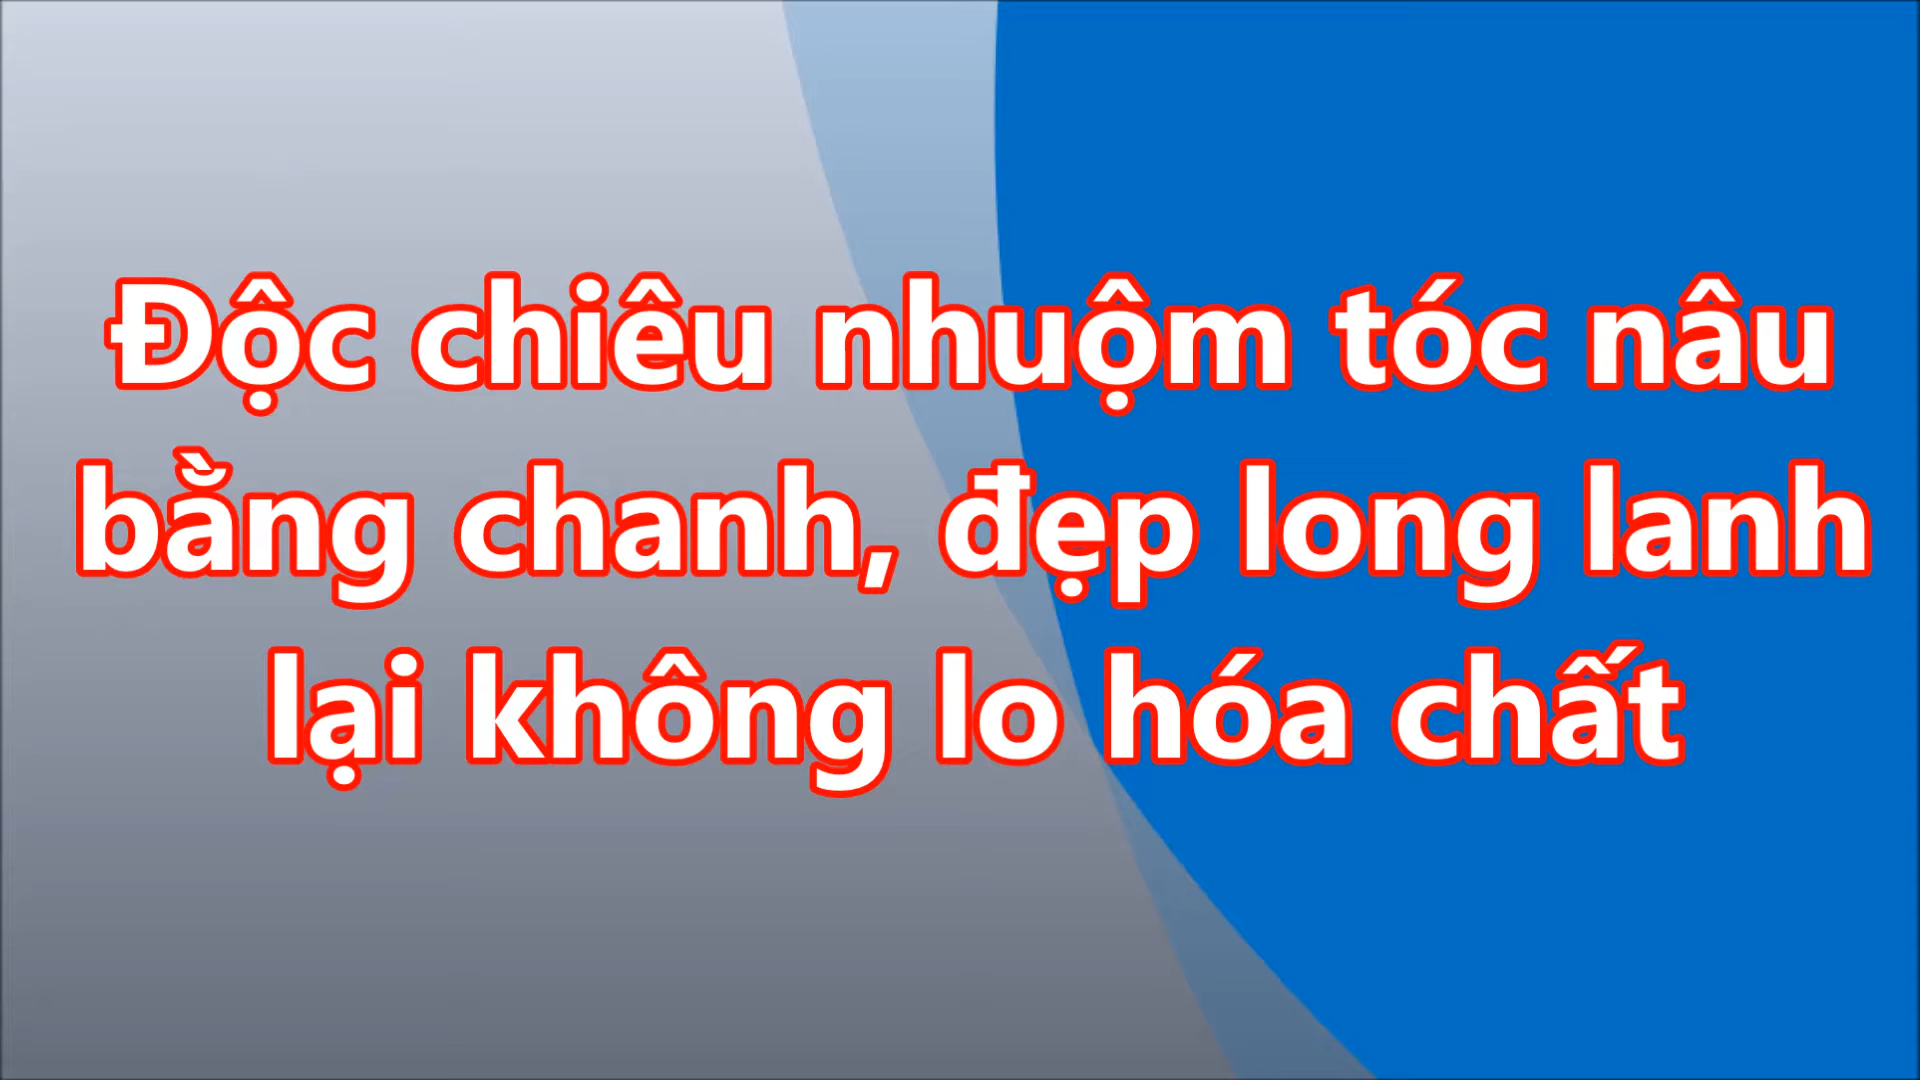 Độc chiêu nhuộm tóc nâu
bằng chanh, đẹp long lanh
lại không lo hóa chất